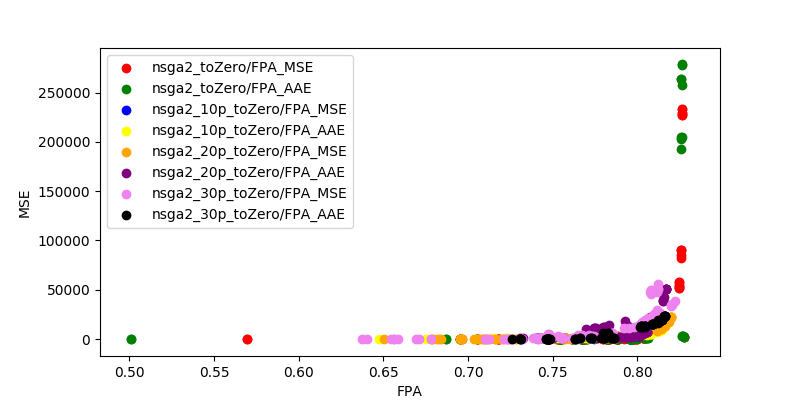 nsga2_toZero/FPA_MSE
nsga2_toZero/FPA_AAE
nsga2_10p_toZero/FPA_MSE
nsga2_10p_toZero/FPA_AAE
nsga2_20p_toZero/FPA_MSE
nsga2_20p_toZero/FPA_AAE
nsga2_30p_toZero/FPA_MSE
nsga2_30p_toZero/FPA_AAE
MSE
250000
200000
150000
100000
50000
0
0.50 0.55 0.60 0.65 0.70 0.75 0.80
FPA